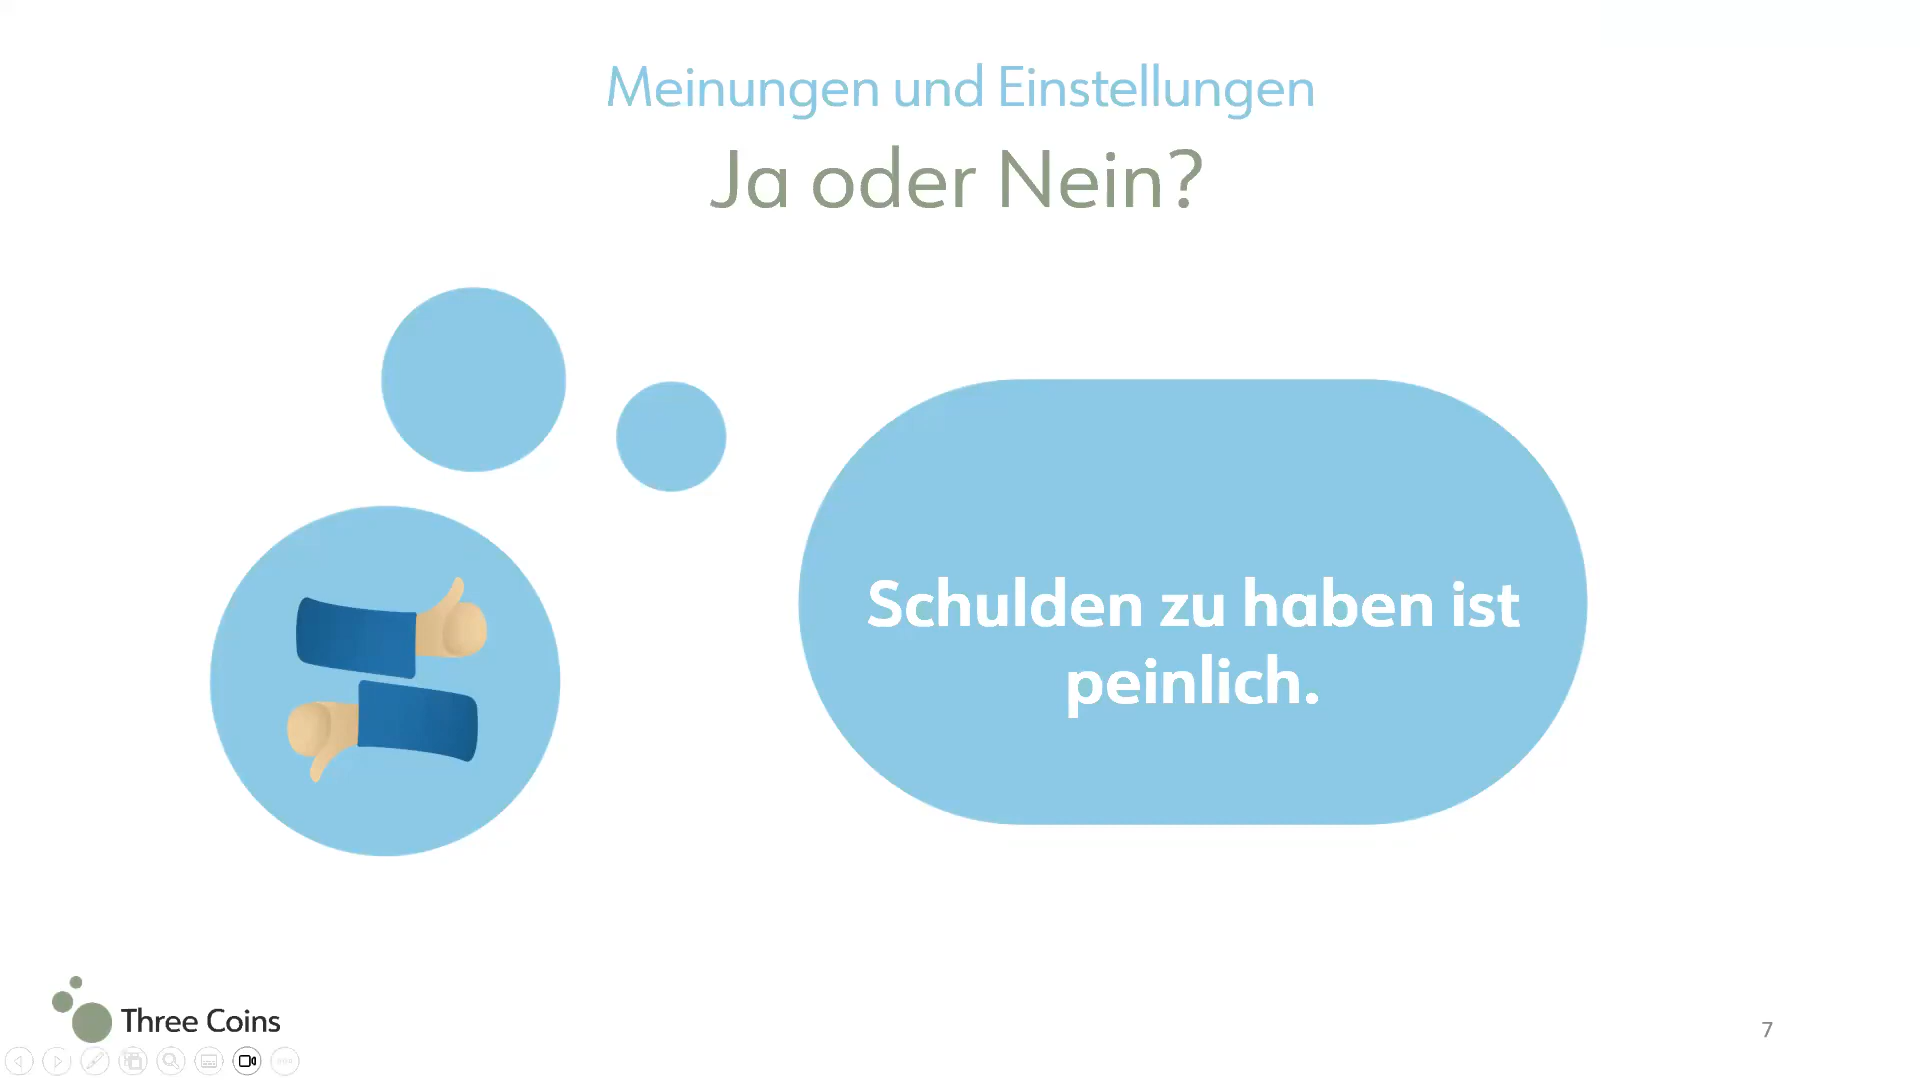 Meinungen und Einstellungen
Ja oder Nein?
Schulden zu haben ist
peinlich.
Three Coins
7